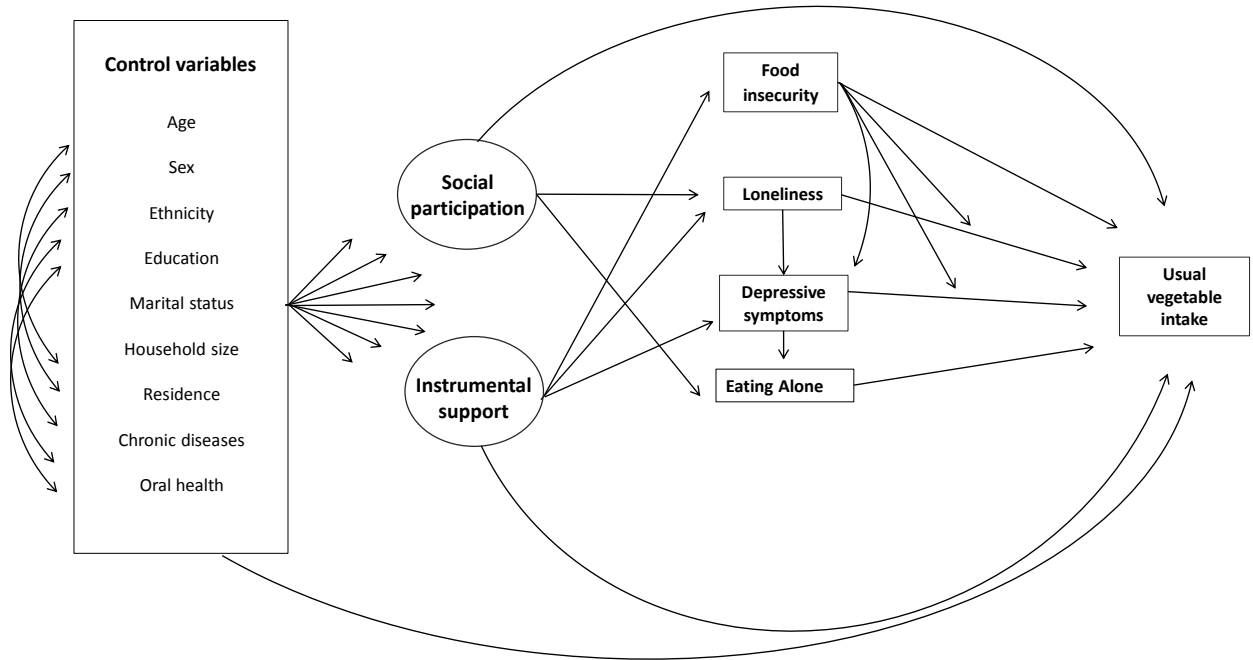 Control variables
Age
Sex
Ethnicity
Education
Marital status
Household size
Residence
Chronic diseases
Oral health
Social
participation
Instrumental
support
Food
insecurity
Loneliness
Depressive
symptoms
Eating Alone
Usual
vegetable
intake